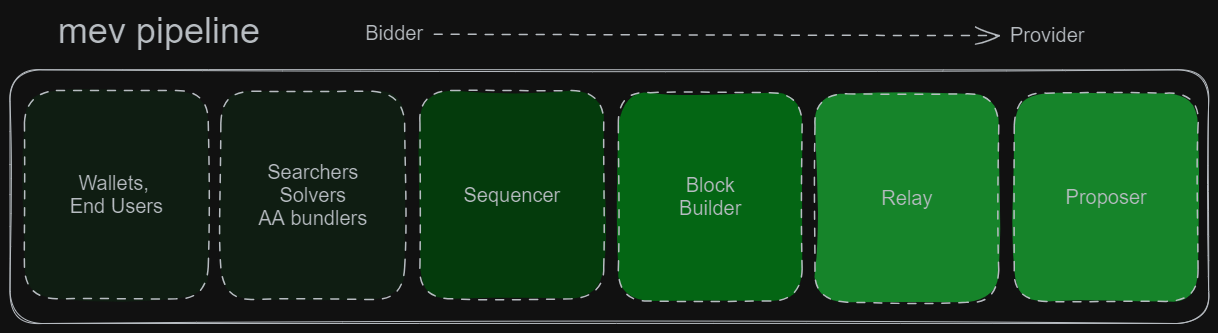 mev pipeline
Bidder
Provider
Wallets,
End Users
Searchers
Solvers
AA bundlers
Sequencer
Block
Builder
Relay
Proposer